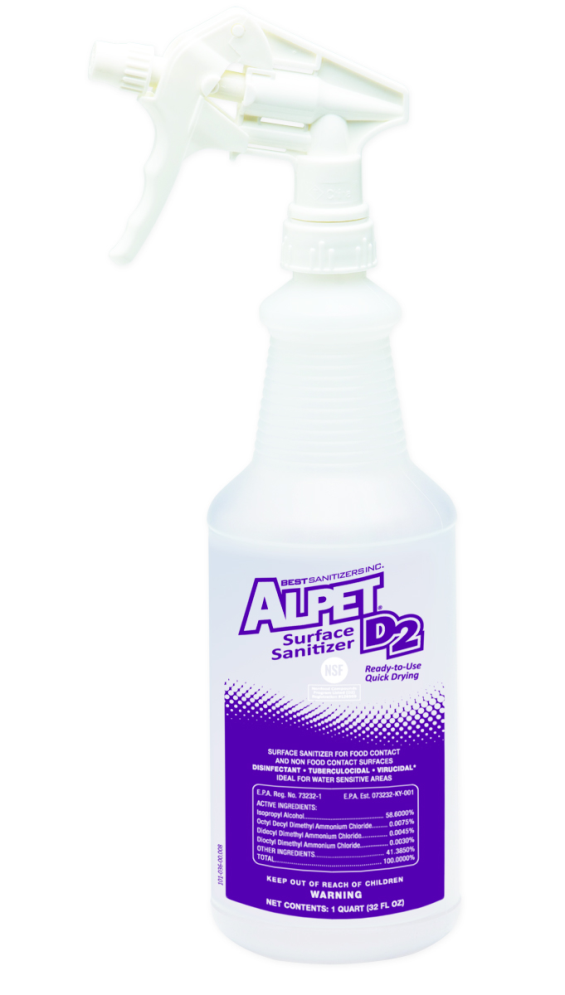 BEST SANITIZERS INC.
ALPET®
D2
Surface
Sanitizer
NSF
Ready-to-Use
Quick Drying
SURFACE SANITIZER FOR FOOD CONTACT
AND NON FOOD CONTACT SURFACES
DISINFECTANT • TUBERCULOCIDAL • VIRUCIDAL*
IDEAL FOR WATER SENSITIVE AREAS
E.P.A. Reg. No. 73232-1 E.P.A. Est. 073232-KY-001
ACTIVE INGREDIENTS:
Isopropyl Alcohol 58.6000%
Octyl Decyl Dimethyl Ammonium Chloride 0.0075%
Didecyl Dimethyl Ammonium Chloride 0.0045%
Dioctyl Dimethyl Ammonium Chloride 0.0030%
OTHER INGREDIENTS 41.3850%
TOTAL 100.0000%
KEEP OUT OF REACH OF CHILDREN
WARNING
NET CONTENTS: 1 QUART (32 FL OZ)
101-036-00.008